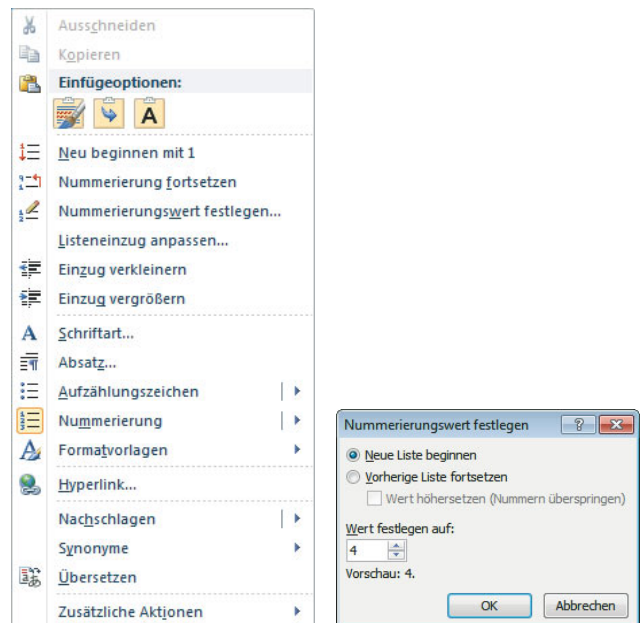 Ausschneiden
Kopieren
Einfügeoptionen:
A
Neu beginnen mit 1
Nummerierung fortsetzen
Nummerierungswert festlegen...
Listeneinzug anpassen...
Einzug verkleinern
Einzug vergrößern
A Schriftart...
Absatz...
Aufzählungszeichen
Nummerierung
Formatvorlagen
Hyperlink...
Nachschlagen
Synonyme
Übersetzen
Zusätzliche Aktionen
Nummerierungswert festlegen
Neue Liste beginnen
Vorherige Liste fortsetzen
Wert höhersetzen (Nummern überspringen)
Wert festlegen auf:
4
Vorschau: 4.
OK Abbrechen